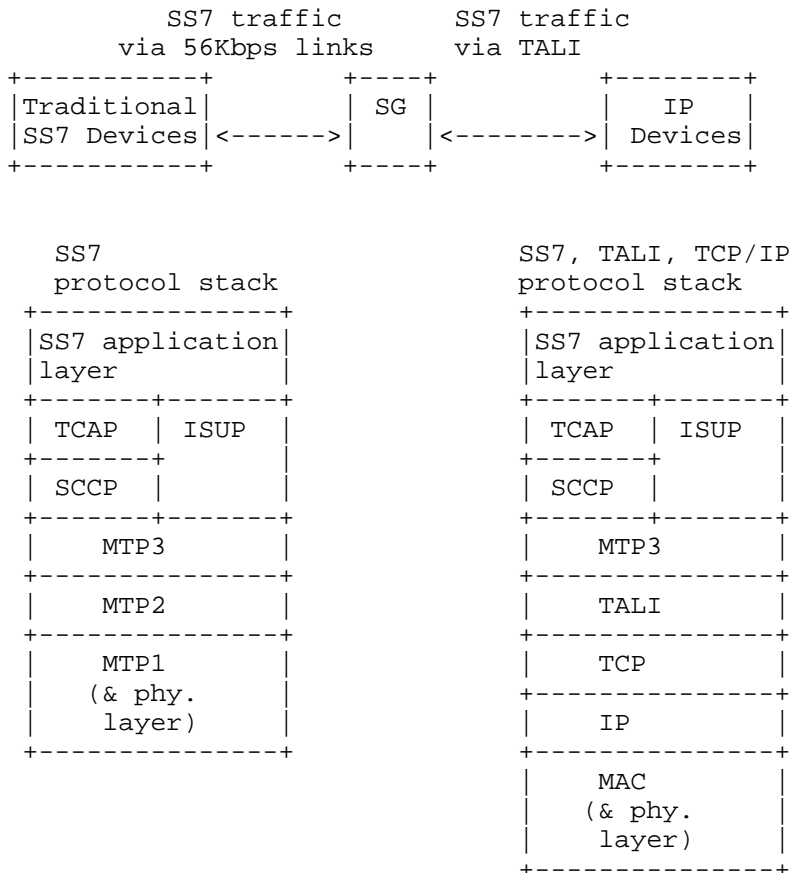 SS7 traffic SS7 traffic
via 56Kbps links via TALI
Traditional SG IP
SS7 Devices<------> <--------> Devices
SS7 SS7, TALI, TCP/IP
protocol stack protocol stack
SS7 application SS7 application
layer layer
TCAP ISUP TCAP ISUP
SCCP SCCP
MTP3 MTP3
MTP2 TALI
MTP1 TCP
(& phy.
layer) IP
MAC
(& phy.
layer)